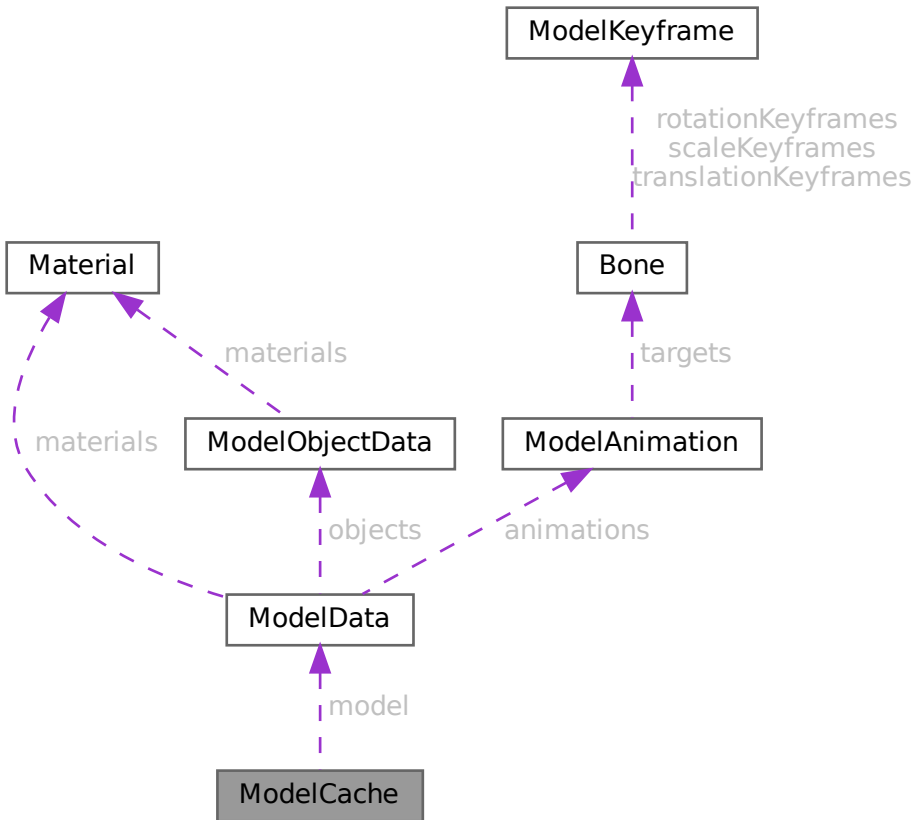 ModelKeyframe
rotationKeyframes
scaleKeyframes
translationKeyframes
Material
Bone
materials
targets
ModelObjectData
ModelAnimation
materials
objects
animations
ModelData
model
ModelCache